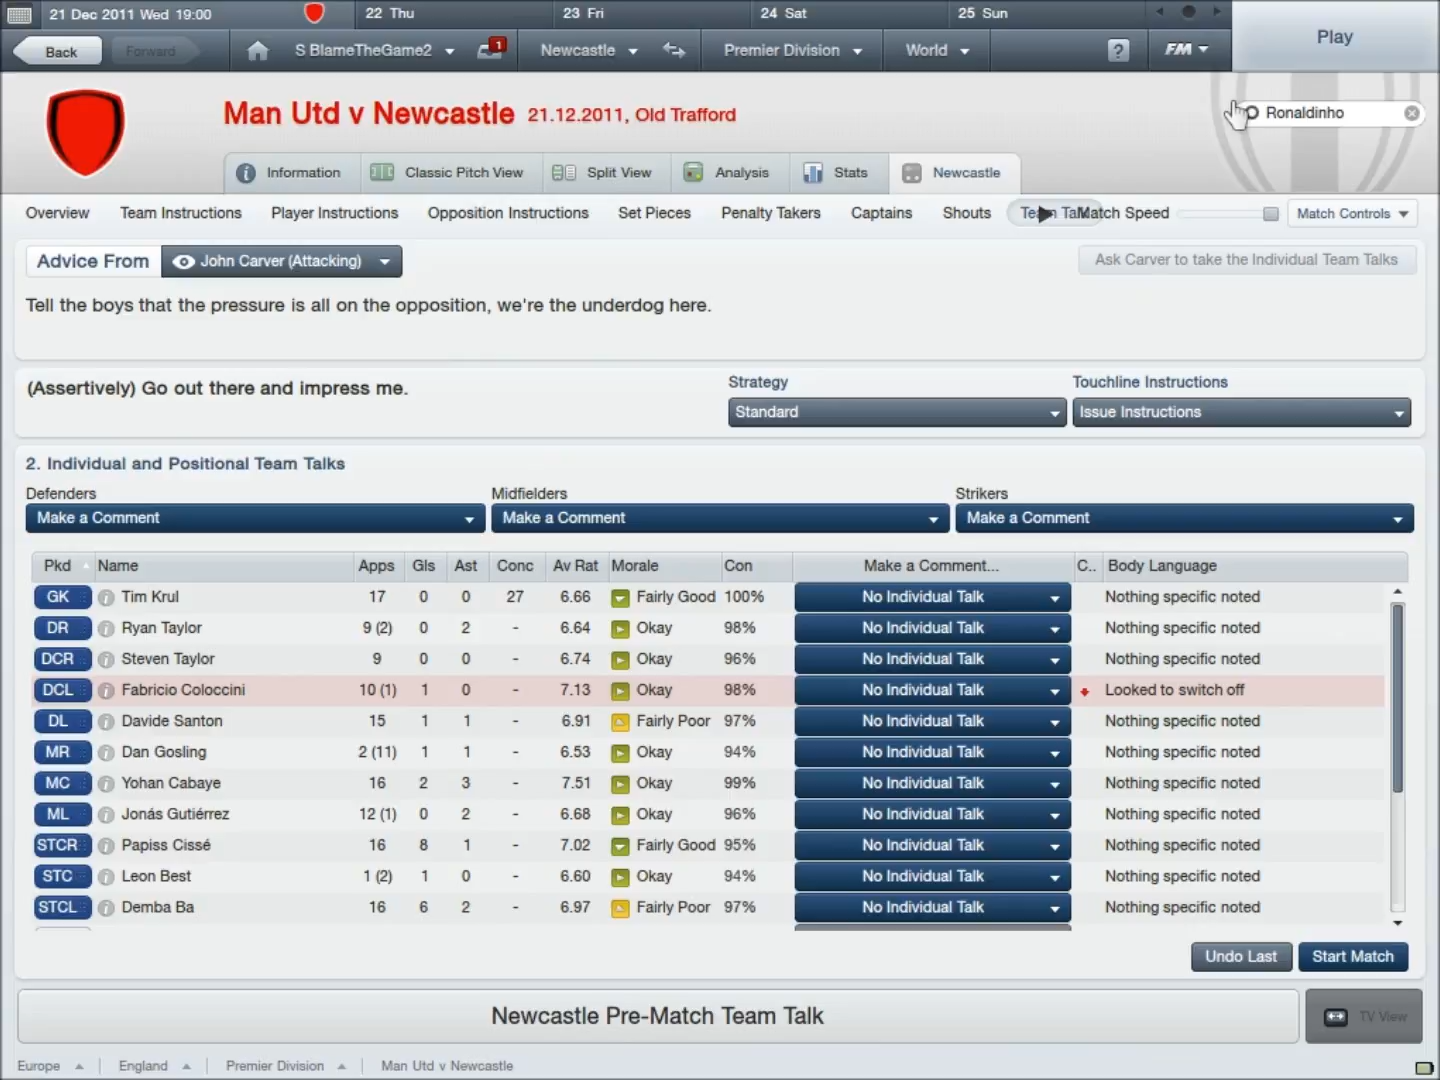 21 Dec 2011 Wed 19:00 22 Thu 23 Fri 24 Sat 25 Sun
Back Forward S BlameTheGame2 1 Newcastle Premier Division World ? FM Play
Man Utd v Newcastle 21.12.2011, Old Trafford Ronaldinho
Information Classic Pitch View Split View Analysis Stats Newcastle
Overview Team Instructions Player Instructions Opposition Instructions Set Pieces Penalty Takers Captains Shouts Team Match Speed Match Controls
Advice From John Carver (Attacking) Ask Carver to take the Individual Team Talks
Tell the boys that the pressure is all on the opposition, we're the underdog here.
Strategy Touchline Instructions
(Assertively) Go out there and impress me. Standard Issue Instructions
2. Individual and Positional Team Talks
Defenders Midfielders Strikers
Make a Comment Make a Comment Make a Comment
Pkd Name Apps Gls Ast Conc Av Rat Morale Con Make a Comment... C.. Body Language
GK Tim Krul 17 0 0 27 6.66 Fairly Good 100% No Individual Talk Nothing specific noted
DR Ryan Taylor 9 (2) 0 2 - 6.64 Okay 98% No Individual Talk Nothing specific noted
DCR Steven Taylor 9 0 0 - 6.74 Okay 96% No Individual Talk Nothing specific noted
DCL Fabricio Coloccini 10 (1) 1 0 - 7.13 Okay 98% No Individual Talk Looked to switch off
DL Davide Santon 15 1 1 - 6.91 Fairly Poor 97% No Individual Talk Nothing specific noted
MR Dan Gosling 2 (11) 1 1 - 6.53 Okay 94% No Individual Talk Nothing specific noted
MC Yohan Cabaye 16 2 3 - 7.51 Okay 99% No Individual Talk Nothing specific noted
ML Jonás Gutiérrez 12 (1) 0 2 - 6.68 Okay 96% No Individual Talk Nothing specific noted
STCR Papiss Cissé 16 8 1 - 7.02 Fairly Good 95% No Individual Talk Nothing specific noted
STC Leon Best 1 (2) 1 0 - 6.60 Okay 94% No Individual Talk Nothing specific noted
STCL Demba Ba 16 6 2 - 6.97 Fairly Poor 97% No Individual Talk Nothing specific noted
Undo Last Start Match
Newcastle Pre-Match Team Talk TV View
Europe England Premier Division Man Utd v Newcastle